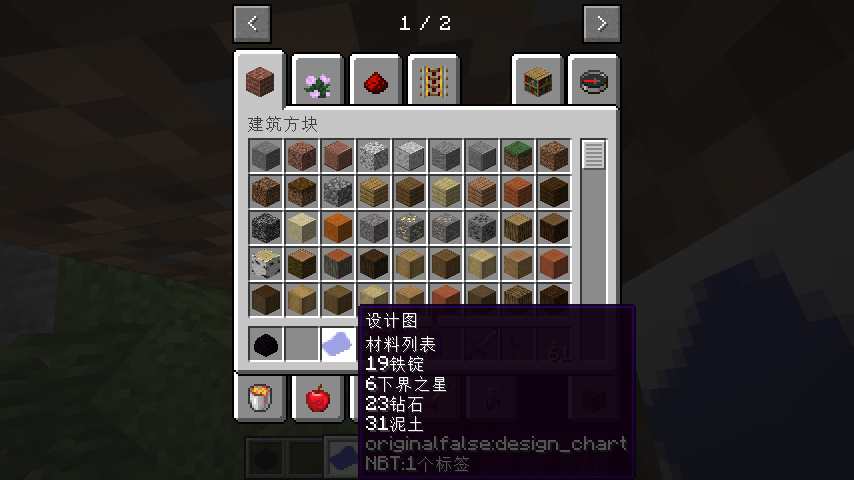 < 1 / 2 >
建筑方块
设计图
材料列表
19铁锭
6下界之星
23钻石
31泥土
originalfalse:design_chart
NBT:1个标签